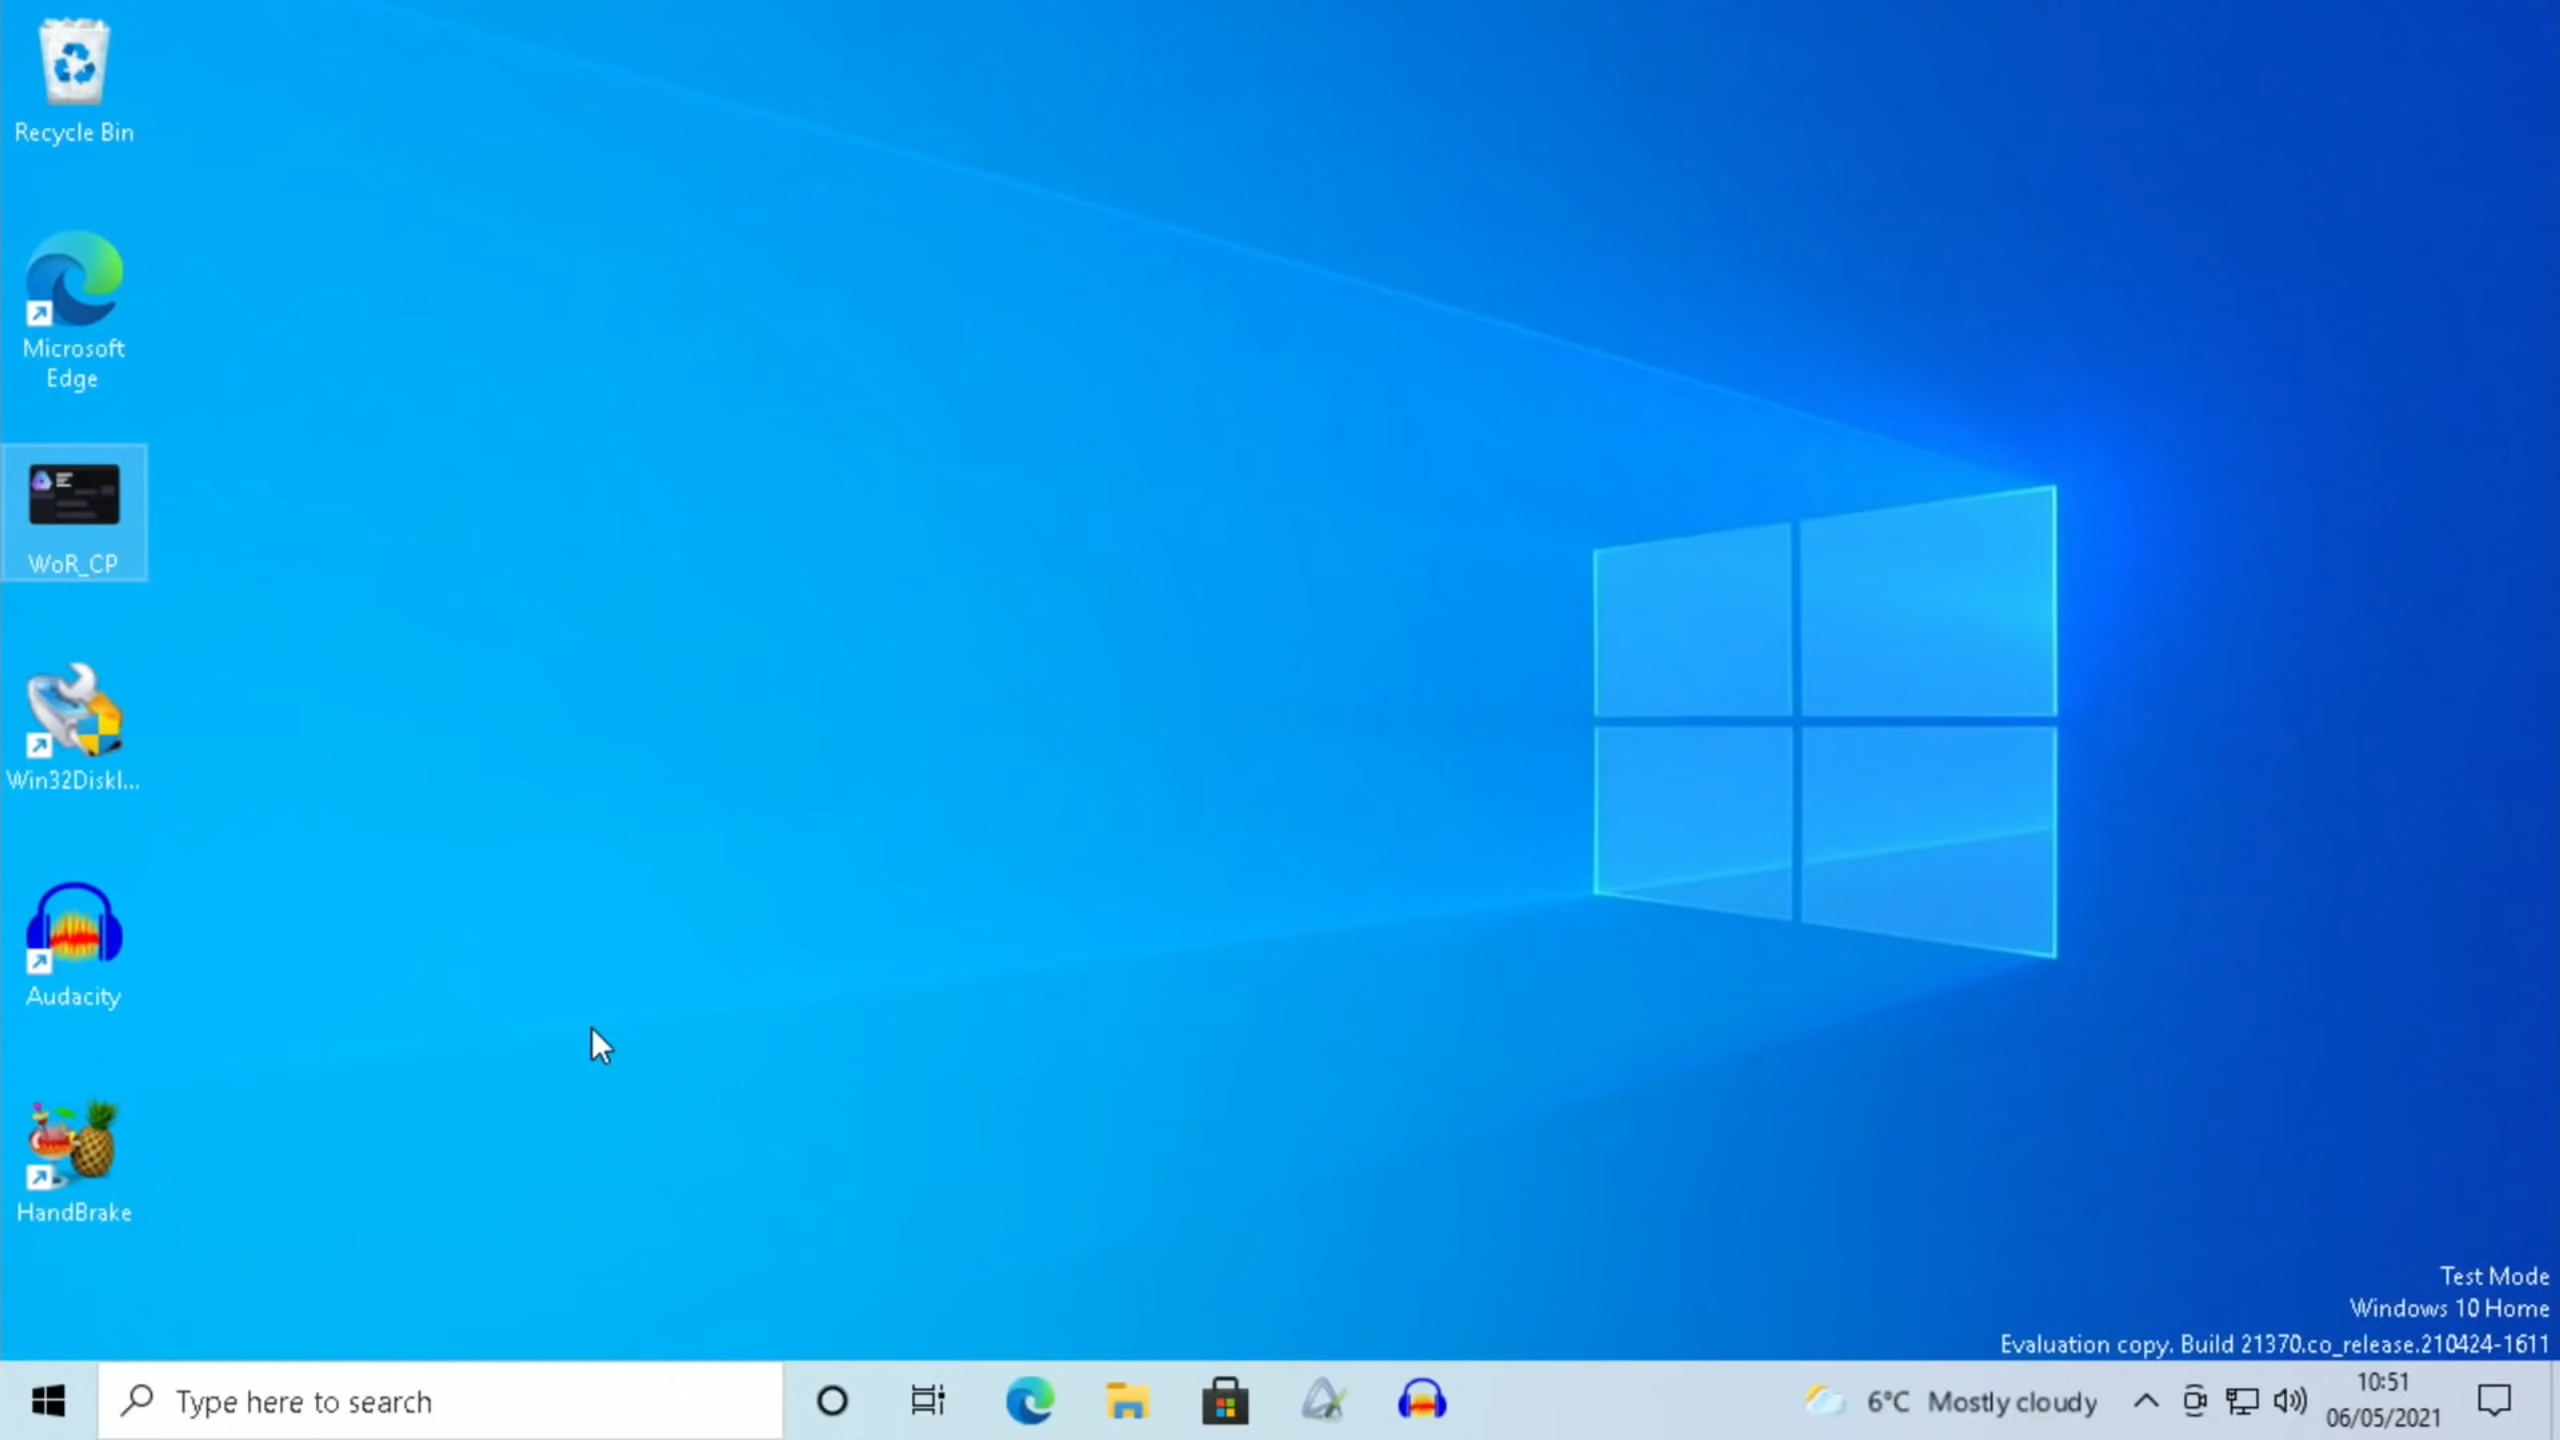 Recycle Bin
Microsoft
Edge
WoR_CP
Win32DiskI...
Audacity
HandBrake
Test Mode
Windows 10 Home
Evaluation copy. Build 21370.co_release.210424-1611
Type here to search
6°C Mostly cloudy
10:51
06/05/2021